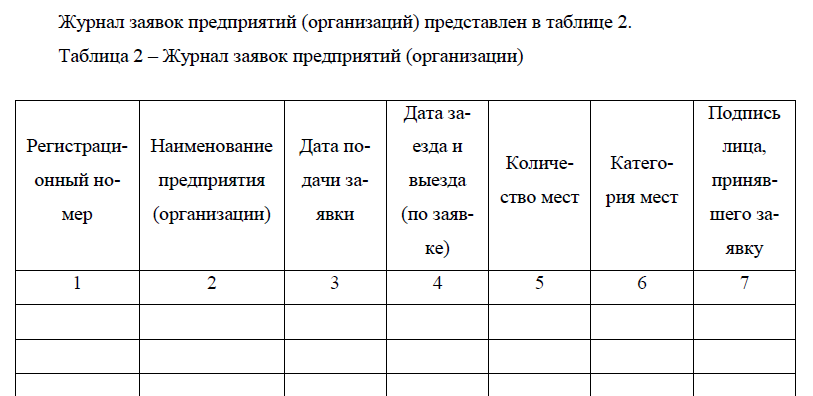 Журнал заявок предприятий (организаций) представлен в таблице 2.
Таблица 2 – Журнал заявок предприятий (организации)
Регистраци-
онный но-
мер
Наименование
предприятия
(организации)
Дата по-
дачи за-
явки
Дата за-
езда и
выезда
(по заяв-
ке)
Количе-
ство мест
Катего-
рия мест
Подпись
лица,
приняв-
шего за-
явку
1 2 3 4 5 6 7